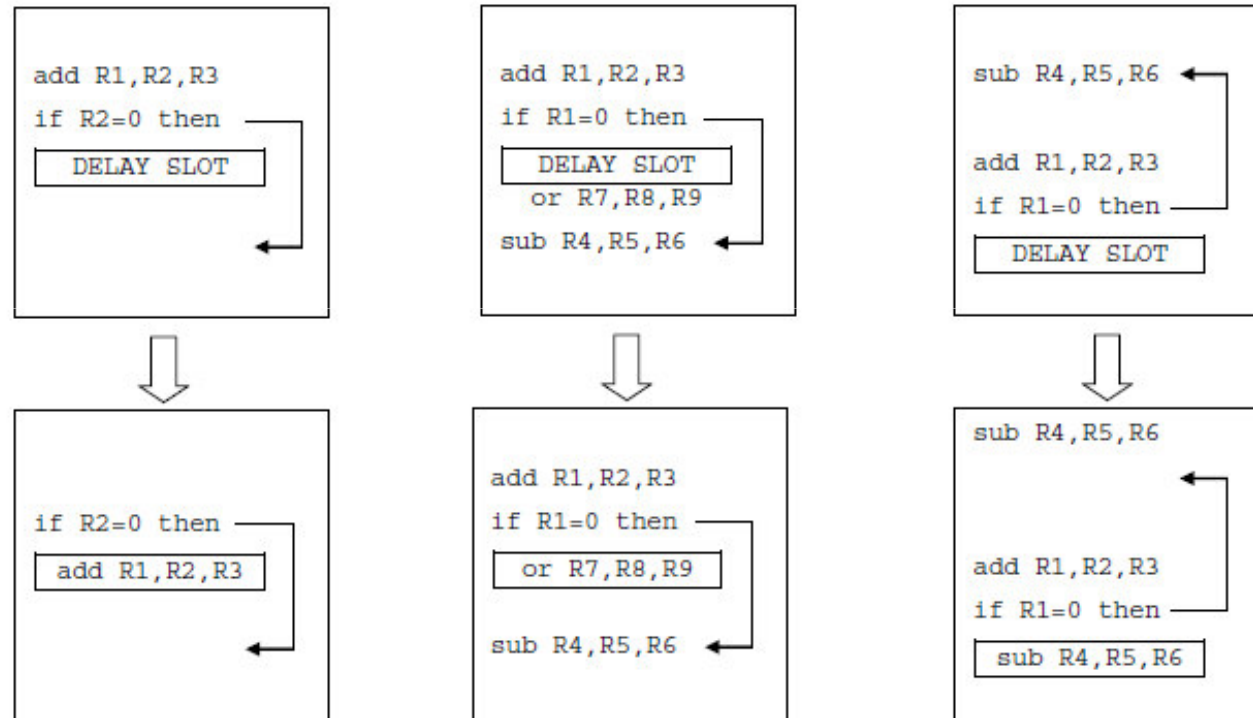 add R1,R2,R3
if R2=0 then
DELAY SLOT
add R1,R2,R3
if R1=0 then
DELAY SLOT
or R7,R8,R9
sub R4,R5,R6
sub R4,R5,R6
add R1,R2,R3
if R1=0 then
DELAY SLOT
if R2=0 then
add R1,R2,R3
add R1,R2,R3
if R1=0 then
or R7,R8,R9
sub R4,R5,R6
sub R4,R5,R6
add R1,R2,R3
if R1=0 then
sub R4,R5,R6